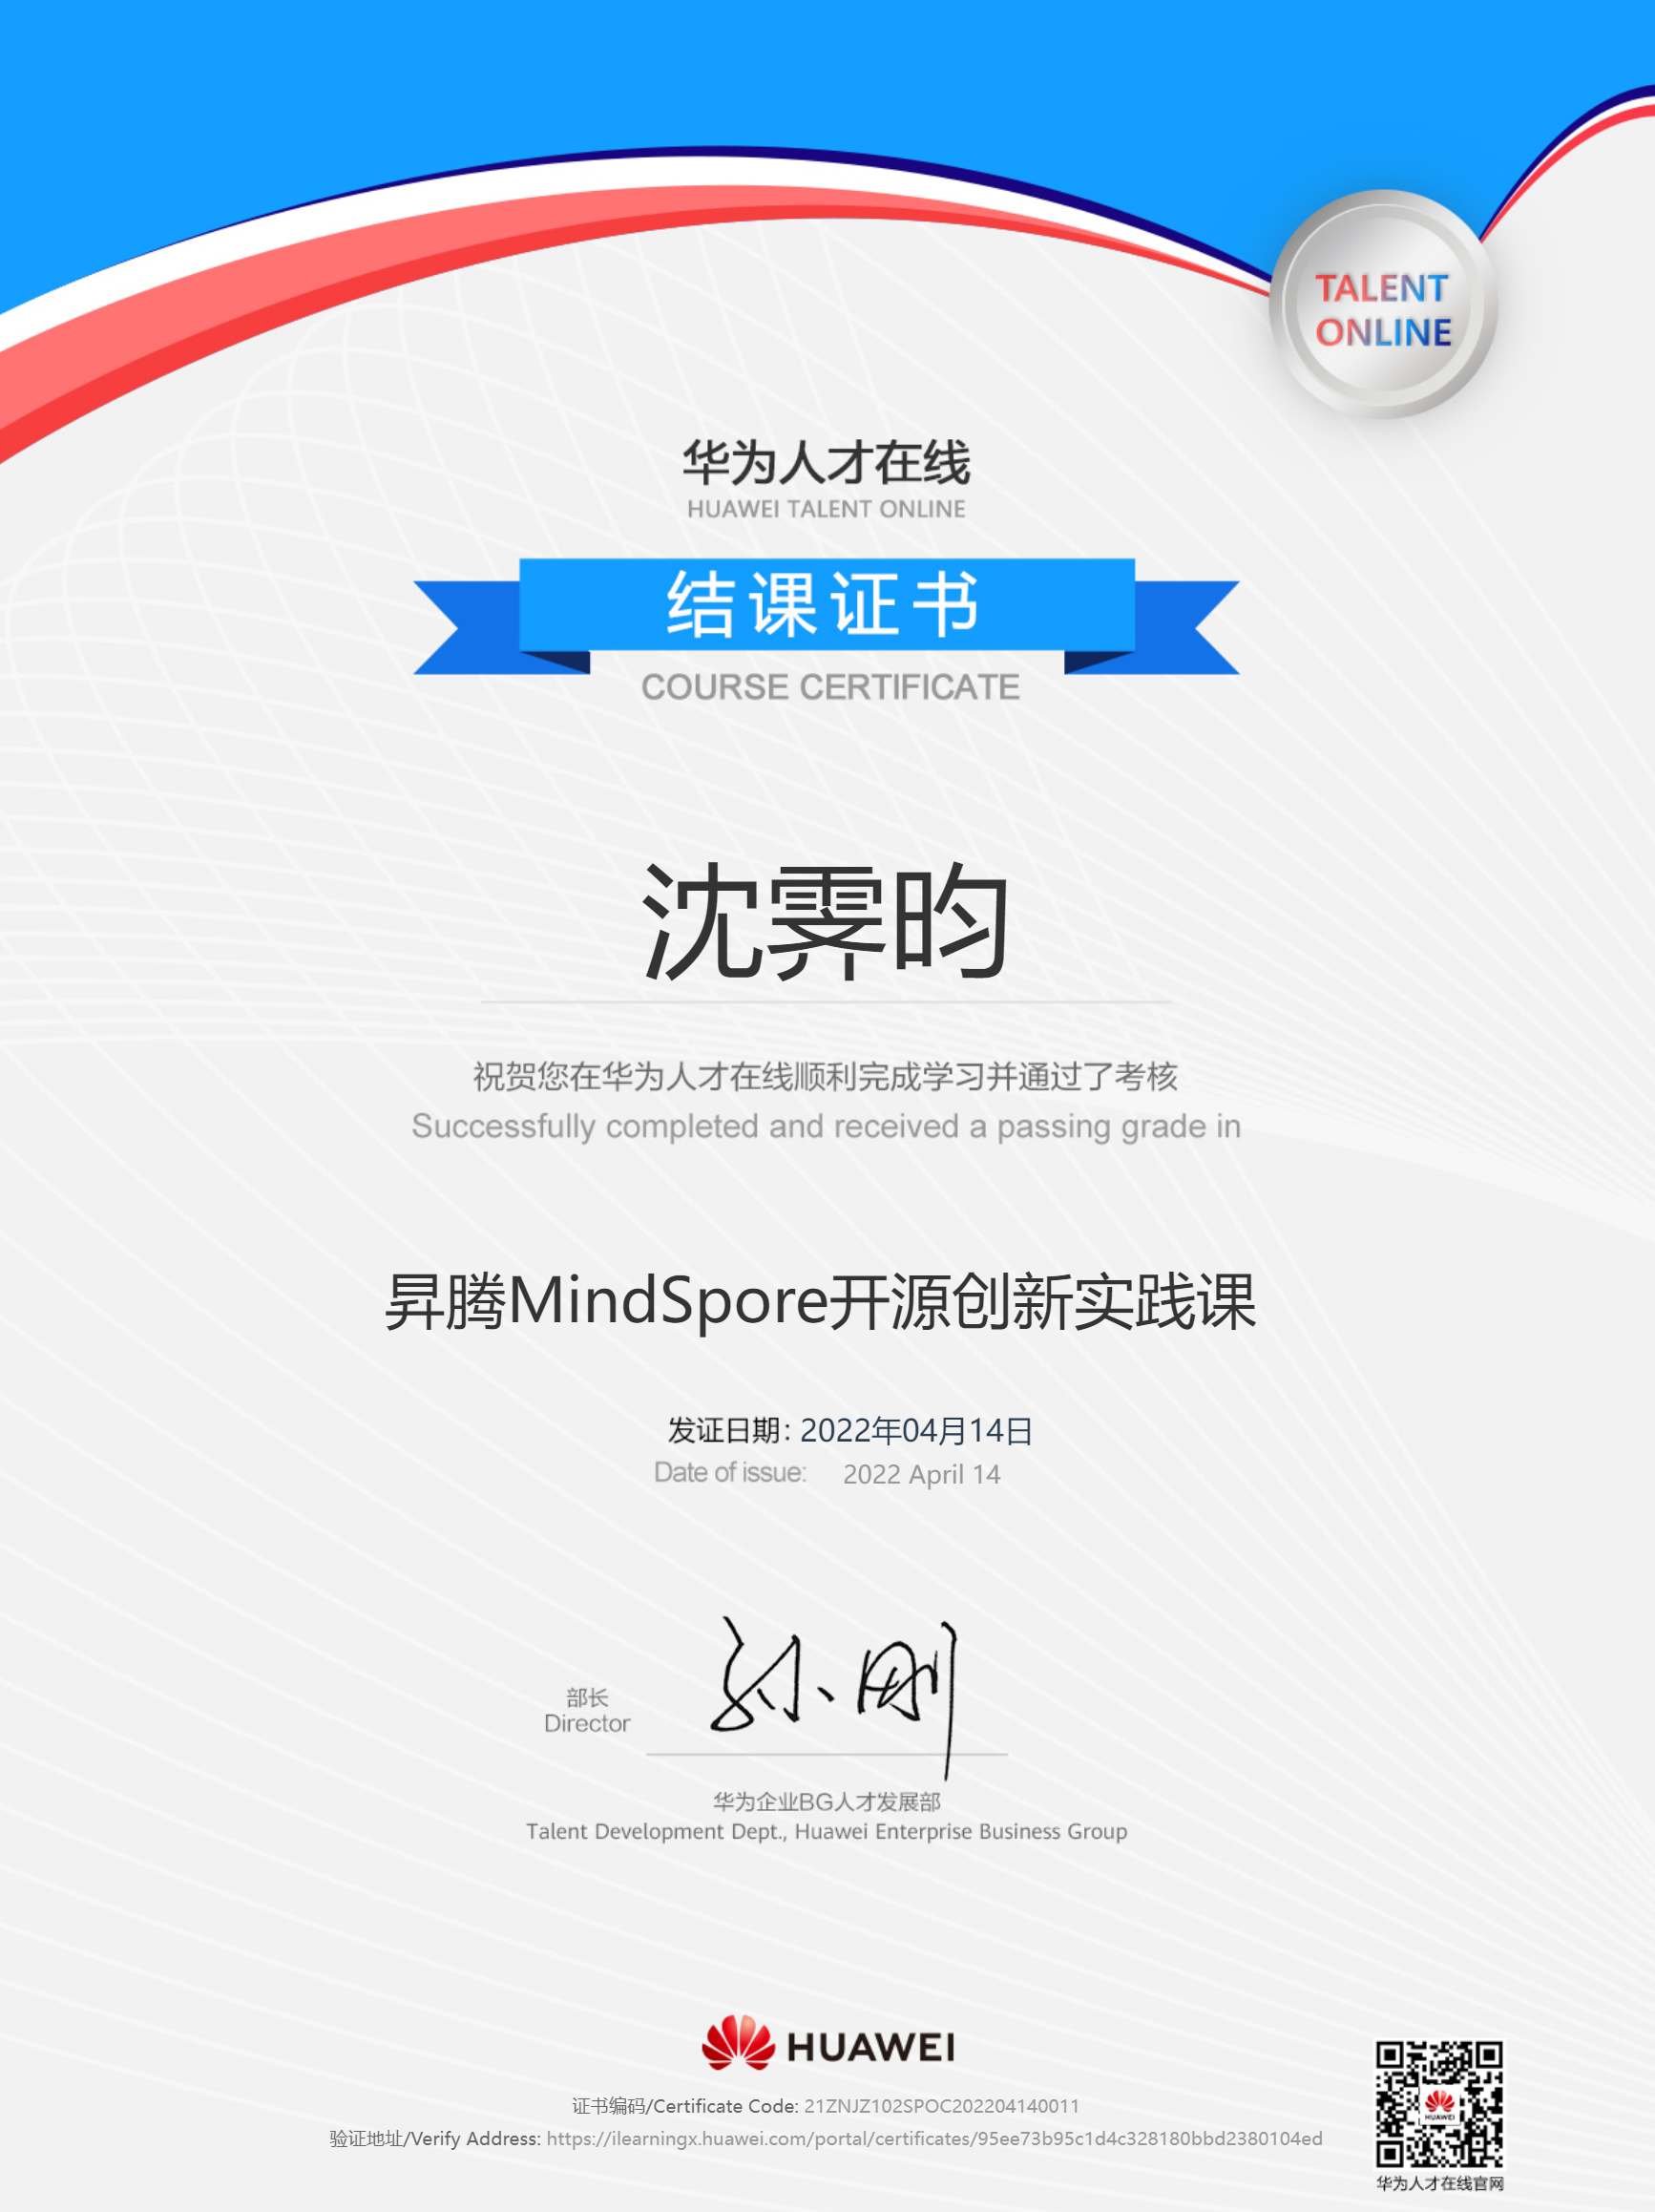 TALENT
ONLINE
华为人才在线
HUAWEI TALENT ONLINE
结课证书
COURSE CERTIFICATE
沈霁昀
祝贺您在华为人才在线顺利完成学习并通过了考核
Successfully completed and received a passing grade in
昇腾MindSpore开源创新实践课
发证日期：2022年04月14日
Date of issue: 2022 April 14
孙刚
部长
Director
华为企业BG人才发展部
Talent Development Dept., Huawei Enterprise Business Group
HUAWEI
证书编码/Certificate Code: 21ZNJZ102SPOC202204140011
验证地址/Verify Address: https://ilearningx.huawei.com/portal/certificates/95ee73b95c1d4c328180bbd2380104ed
HUAWEI
华为人才在线官网